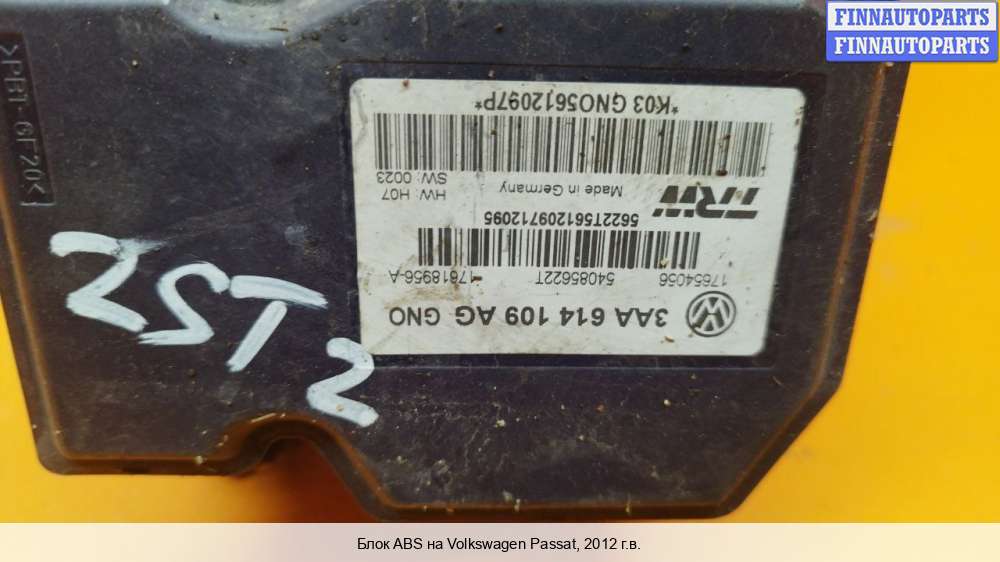 FINNAUTOPARTS
FINNAUTOPARTS
>PBT-GF20<
3AA 614 109 AG GNO
17654056 54085622T 17618956-A
5622T561209712095
TRW Made in Germany HW: H07
SW: 0023
*K03 GNO5612097P*
2ST2
Блок ABS на Volkswagen Passat, 2012 г.в.